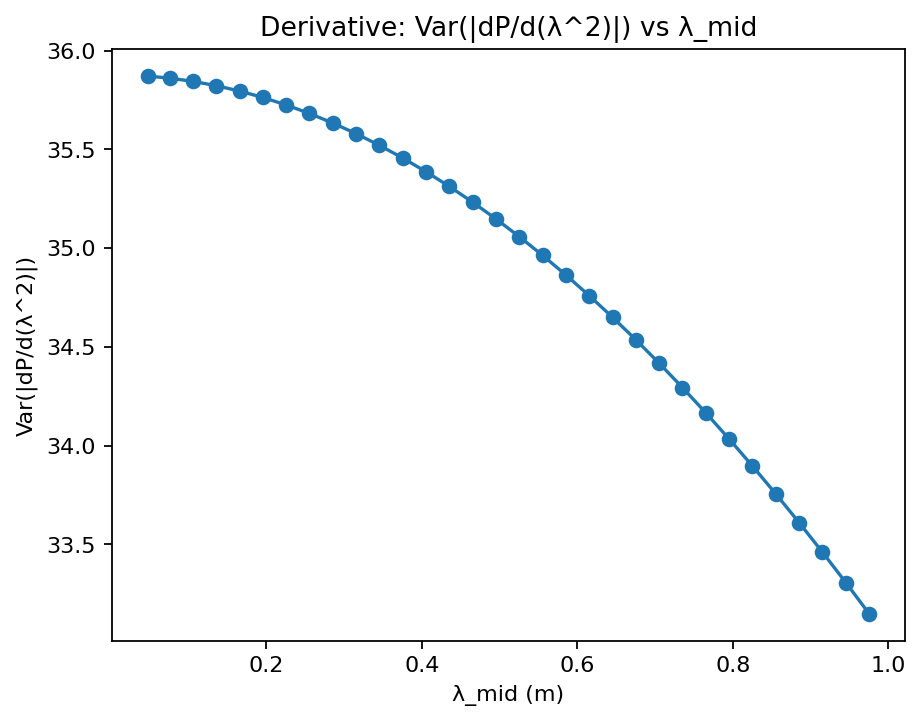 Derivative: Var(|dP/d(λ^2)|) vs λ_mid
Var(|dP/d(λ^2)|)
36.0
35.5
35.0
34.5
34.0
33.5
0.2 0.4 0.6 0.8 1.0
λ_mid (m)